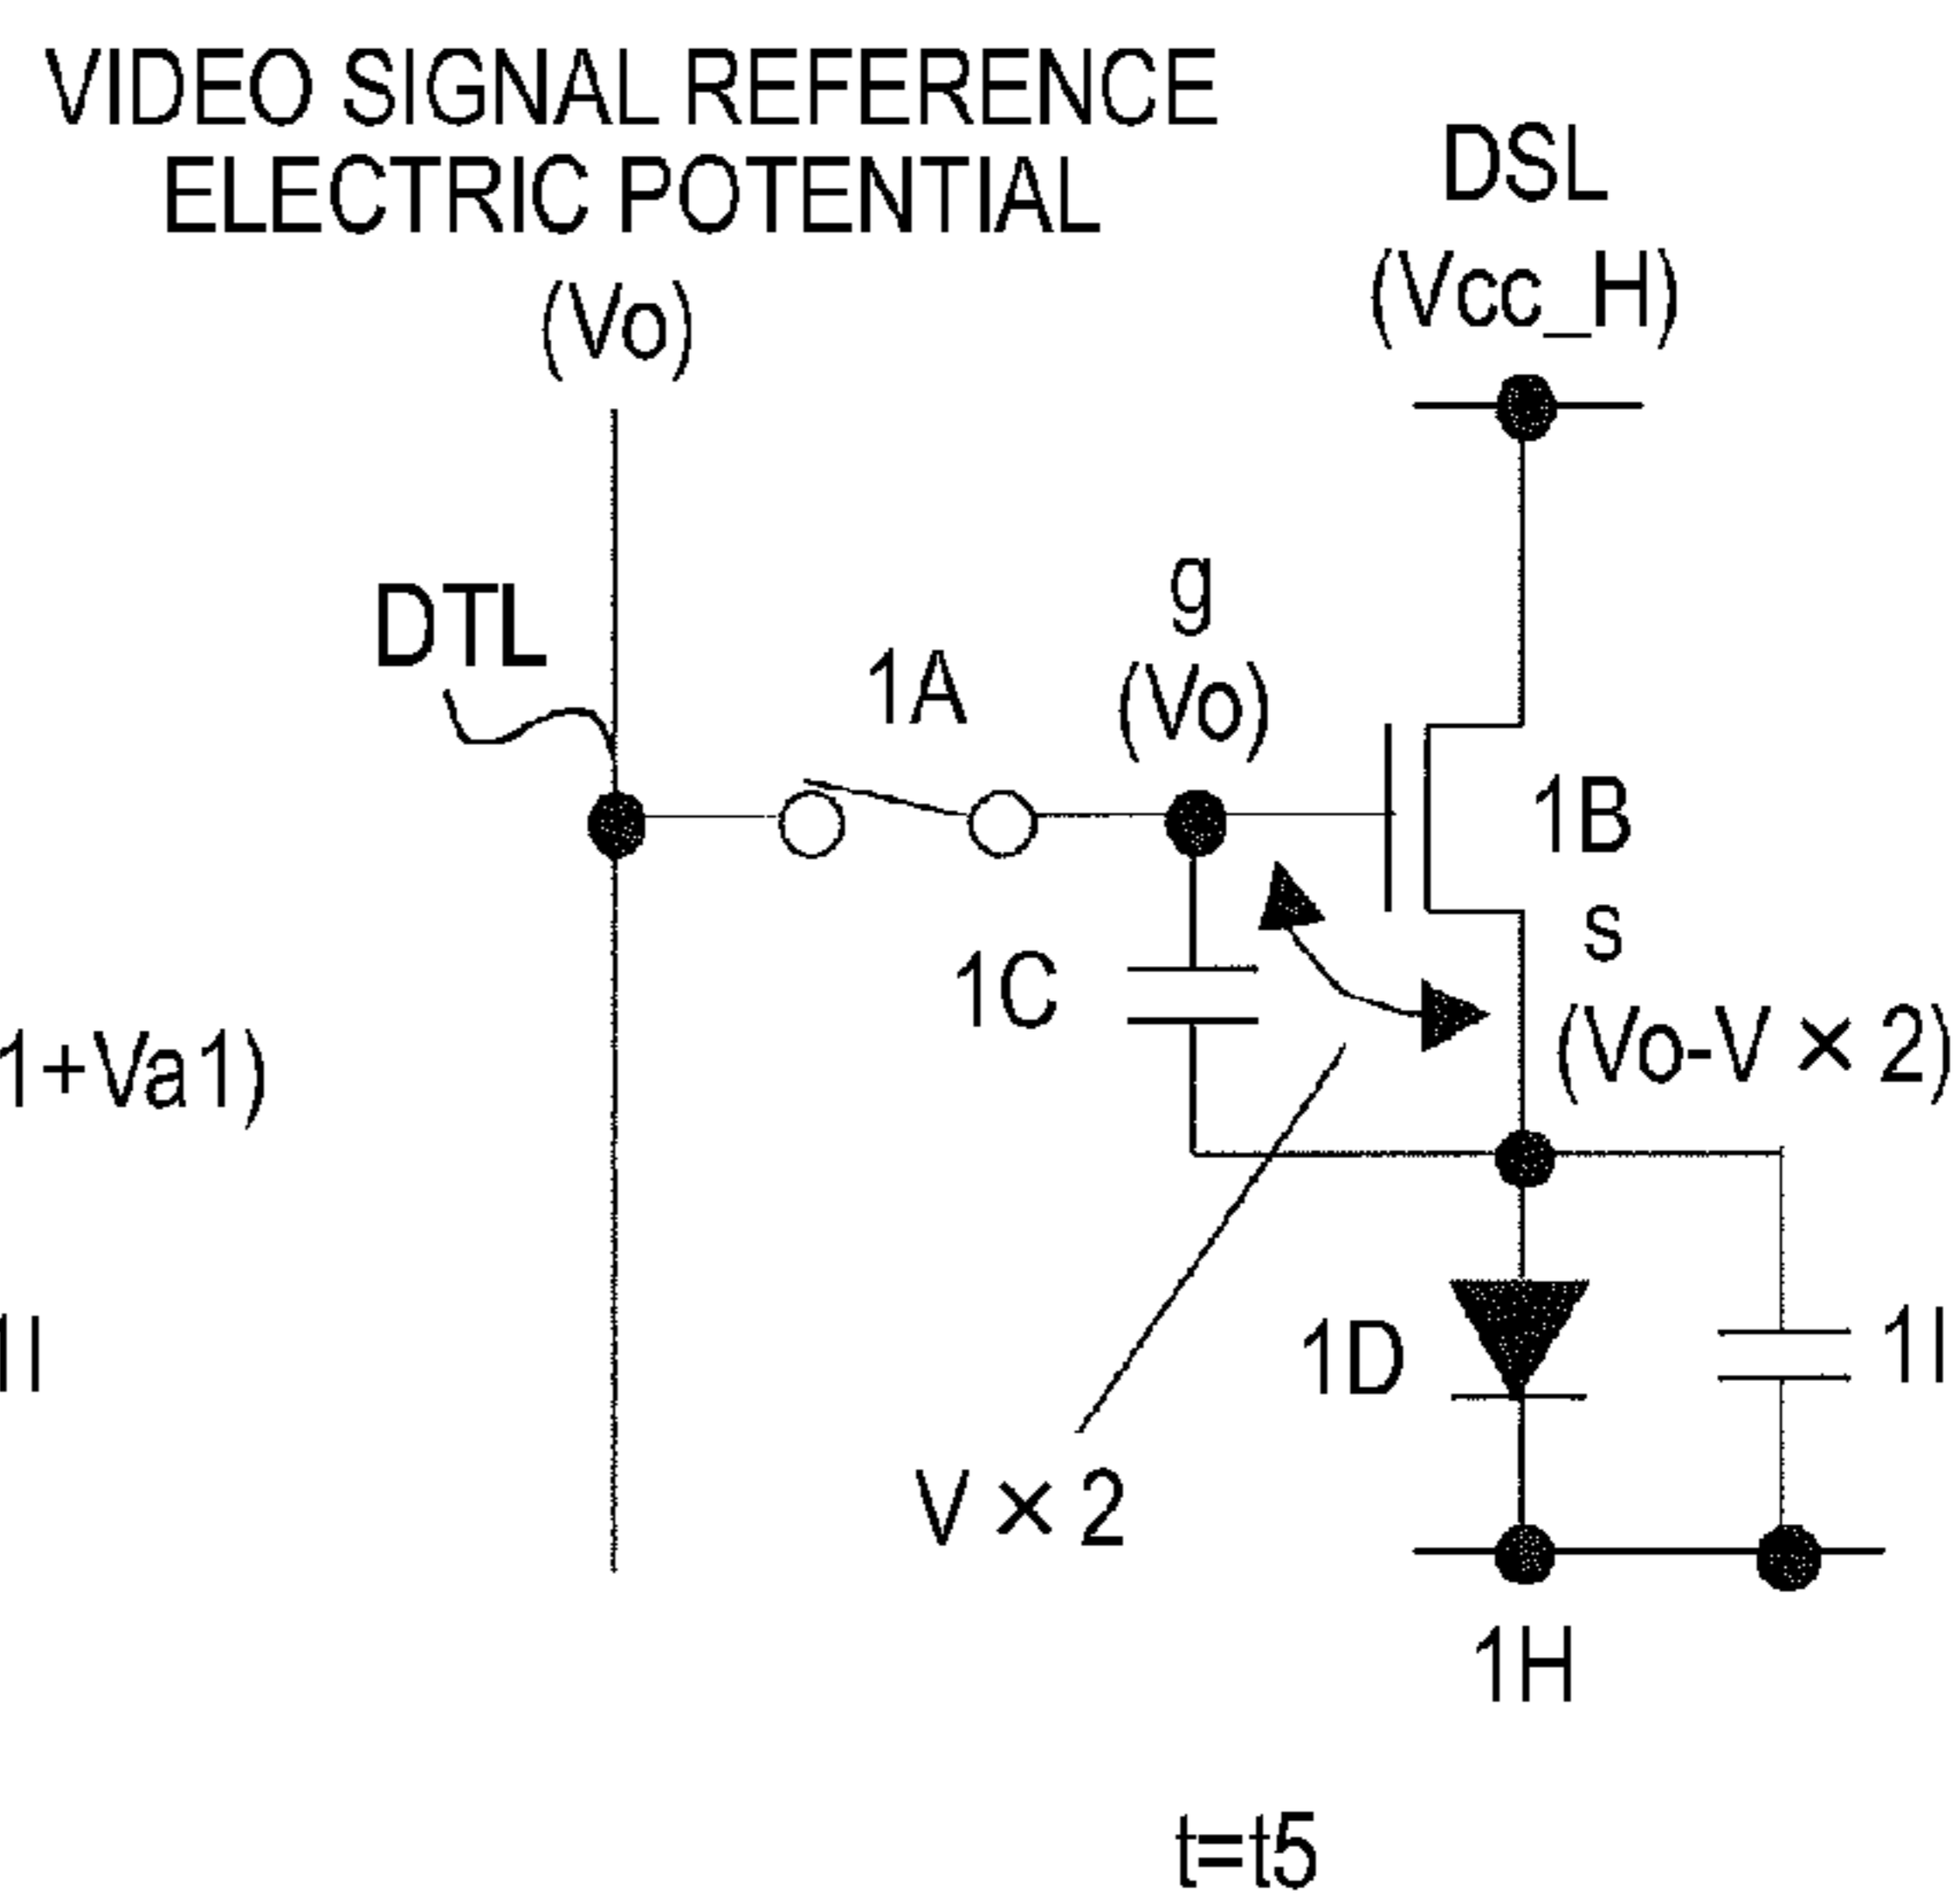 VIDEO SIGNAL REFERENCE
ELECTRIC POTENTIAL
(Vo)
DSL
(Vcc_H)
DTL
1A
g
(Vo)
1B
s
1C
(Vo-V×2)
1+Va1)
1D
1I
1I
V×2
1H
t=t5